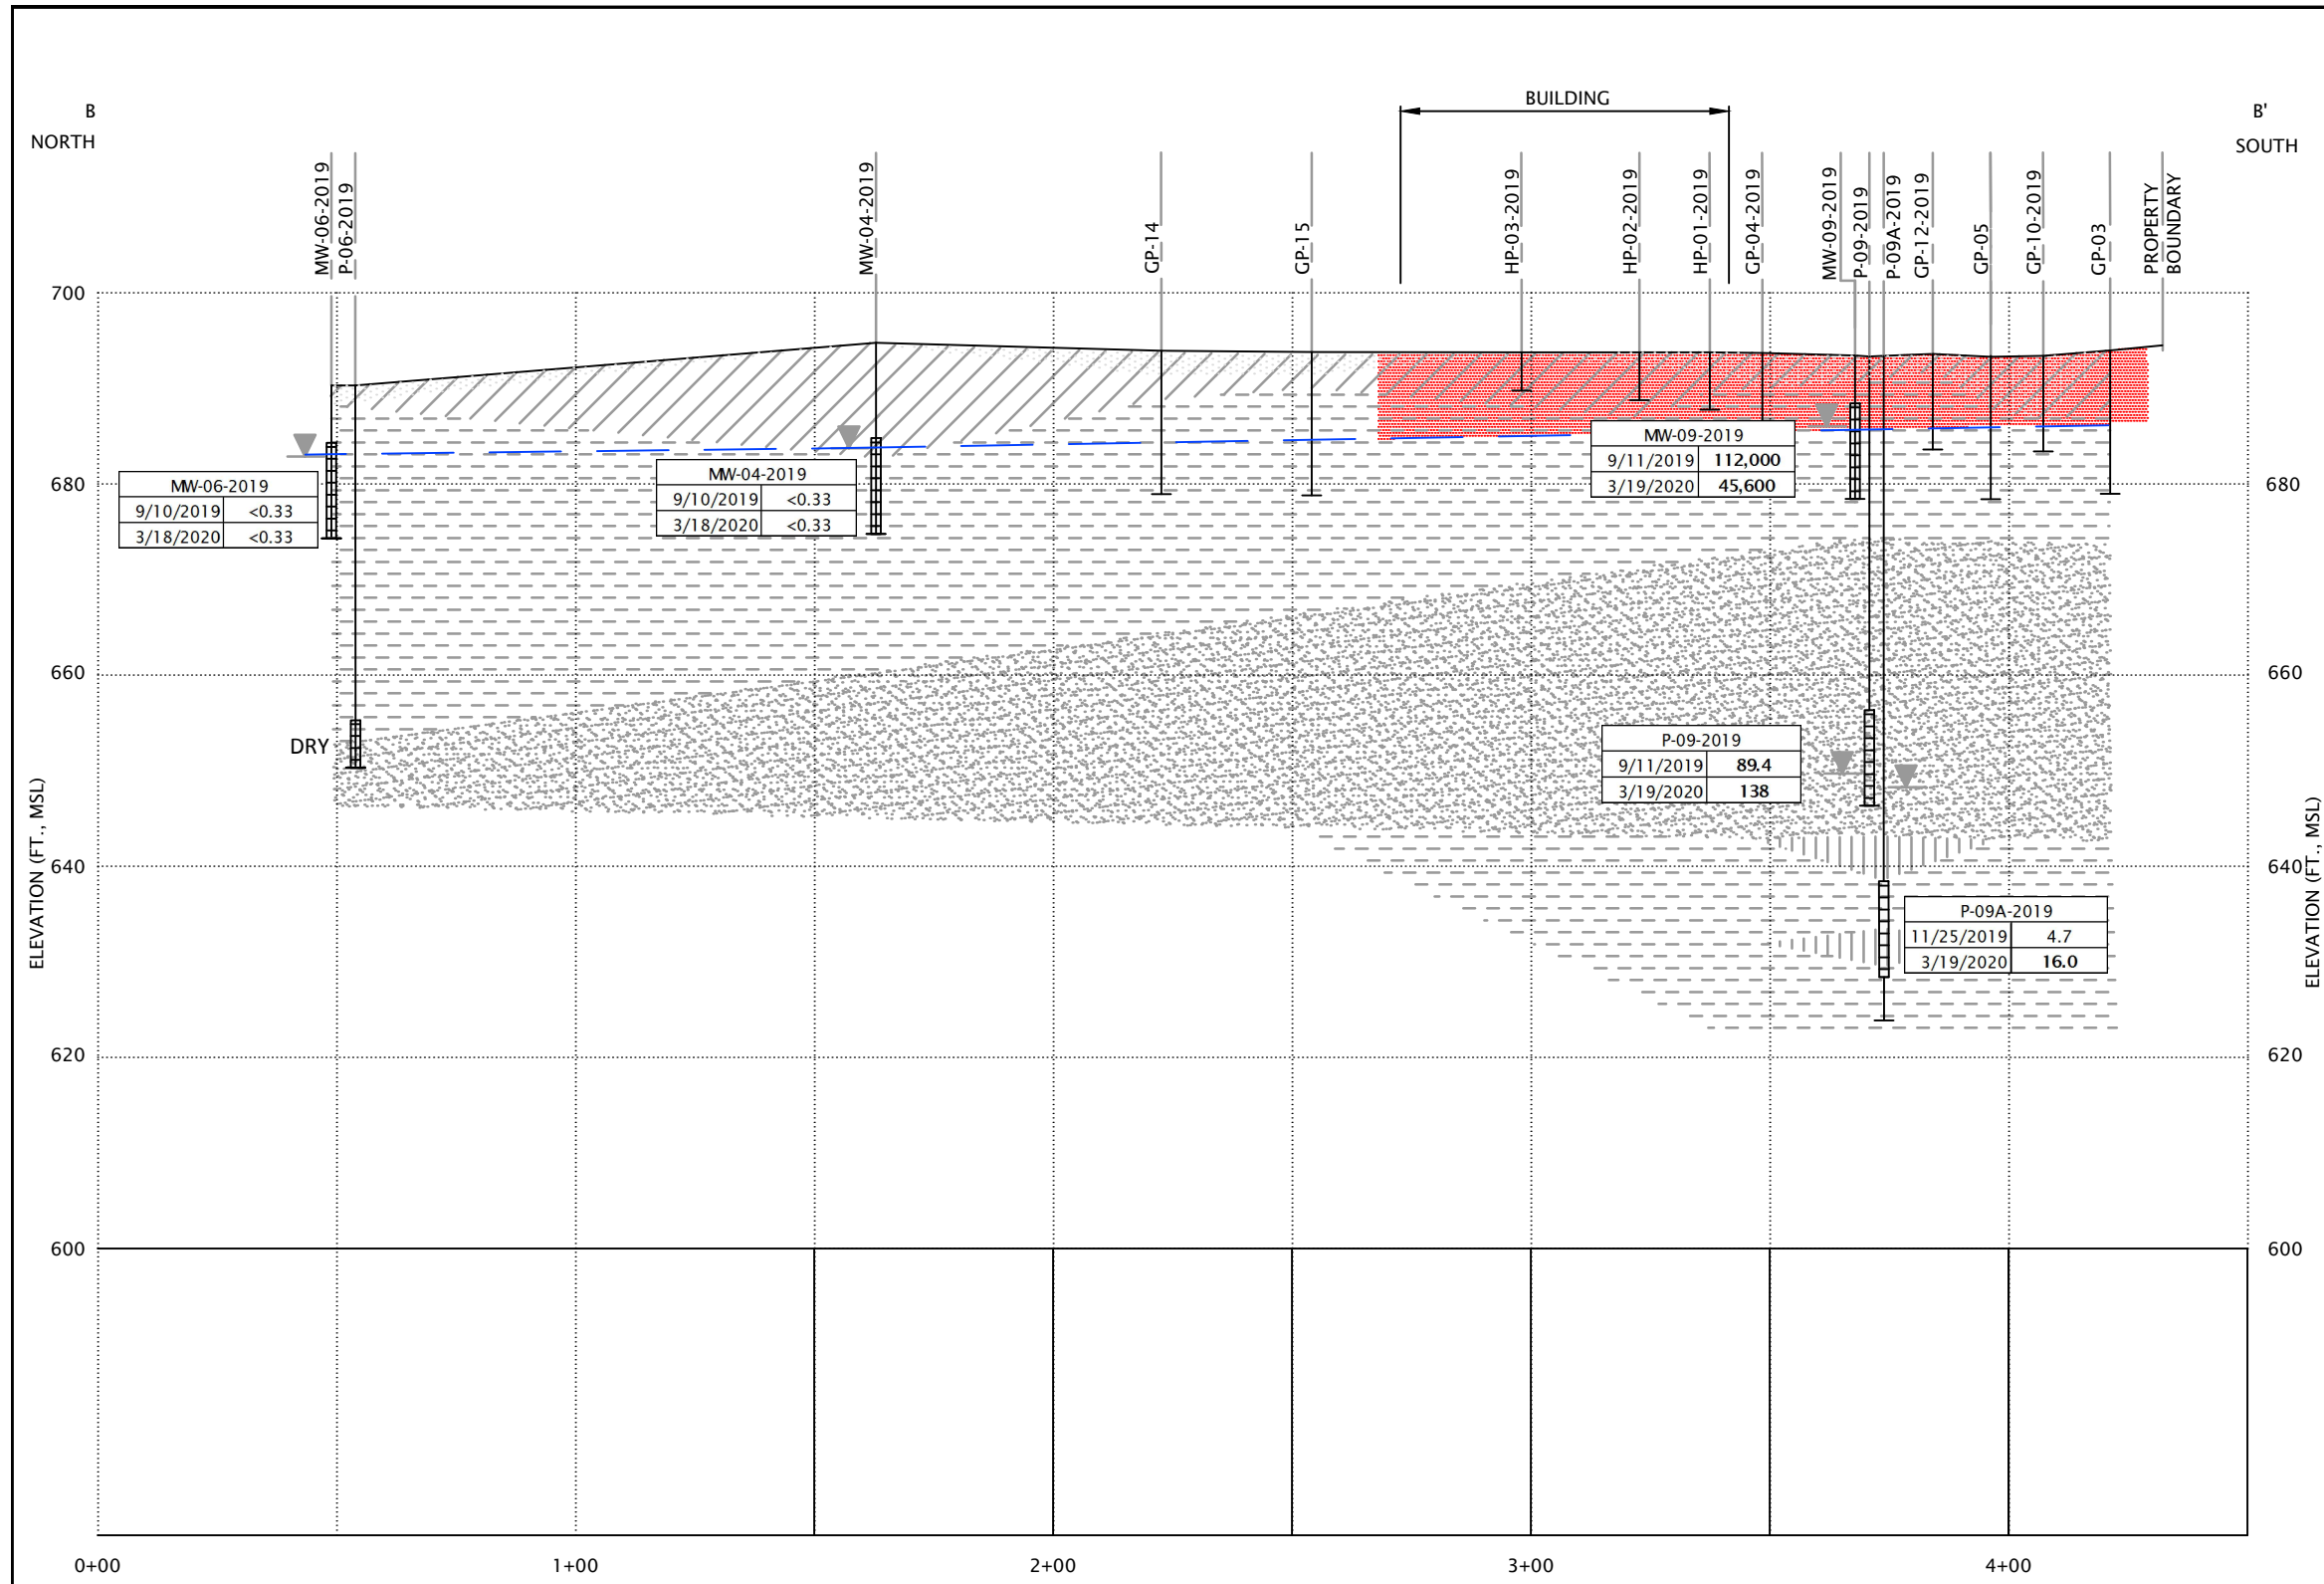 BUILDING
B
NORTH
B'
SOUTH
MW-06-2019
P-06-2019
MW-04-2019
GP-14
GP-15
HP-03-2019
HP-02-2019
HP-01-2019
GP-04-2019
MW-09-2019
P-09-2019
P-09A-2019
GP-12-2019
GP-05
GP-10-2019
GP-03
PROPERTY
BOUNDARY
700
680
660
640
620
600
ELEVATION (FT., MSL)
MW-06-2019
9/10/2019 <0.33
3/18/2020 <0.33
MW-04-2019
9/10/2019 <0.33
3/18/2020 <0.33
MW-09-2019
9/11/2019 112,000
3/19/2020 45,600
DRY
P-09-2019
9/11/2019 89.4
3/19/2020 138
P-09A-2019
11/25/2019 4.7
3/19/2020 16.0
680
660
640
620
600
ELEVATION (FT., MSL)
0+00 1+00 2+00 3+00 4+00